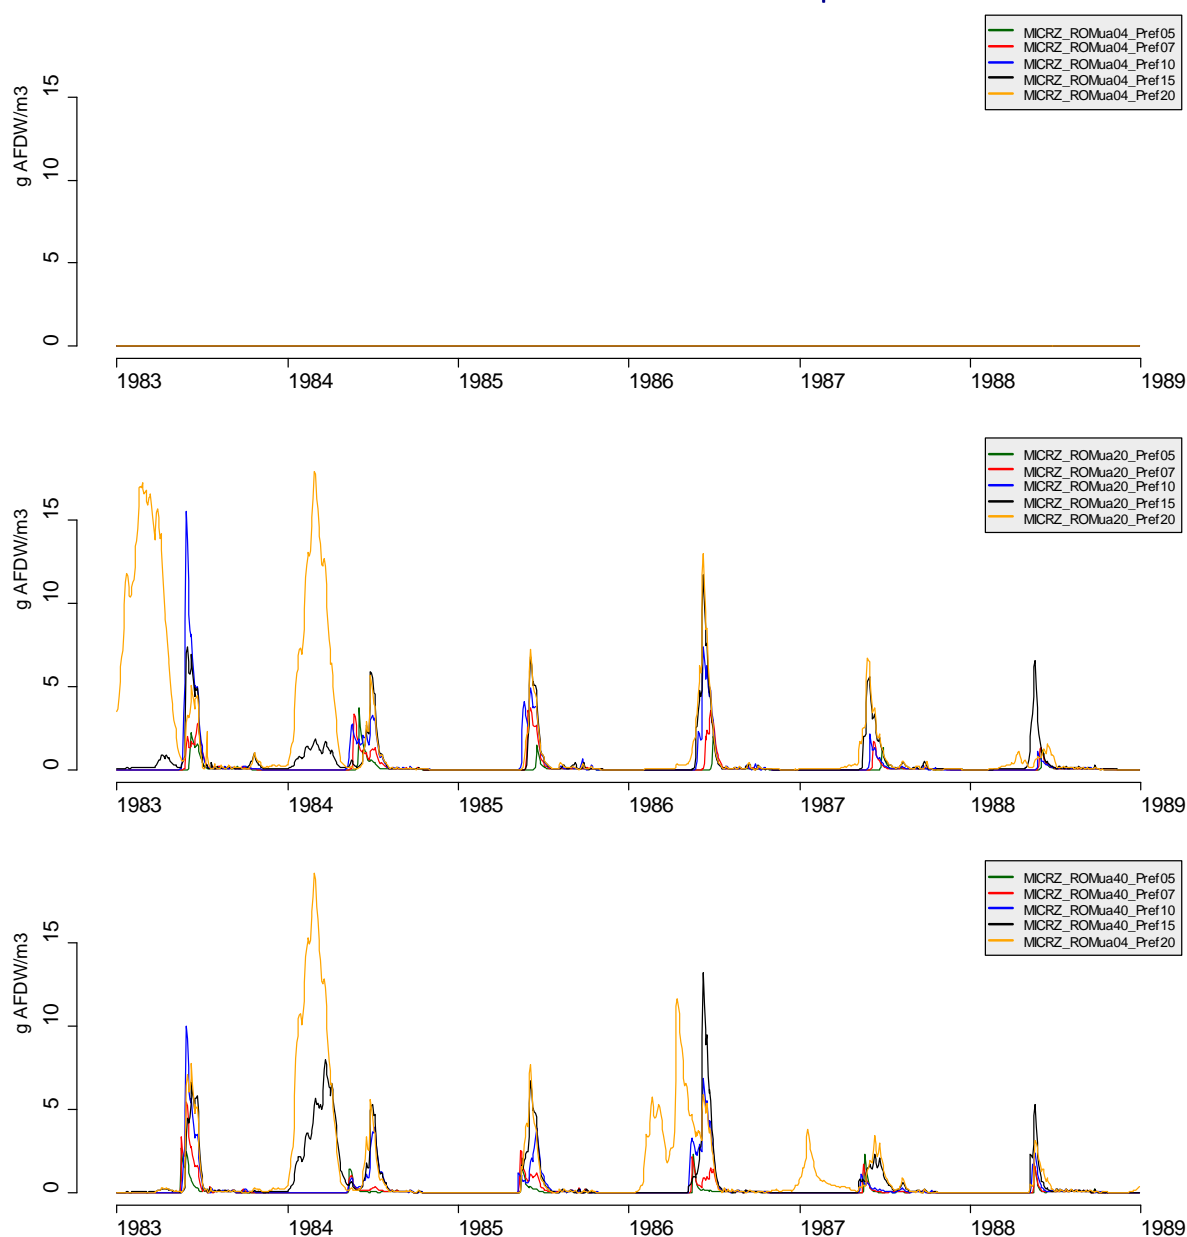 MICRZ_ROMua04_Pref05
MICRZ_ROMua04_Pref07
MICRZ_ROMua04_Pref10
MICRZ_ROMua04_Pref15
MICRZ_ROMua04_Pref20
g AFDW/m3
15
10
5
0
1983 1984 1985 1986 1987 1988 1989
MICRZ_ROMua20_Pref05
MICRZ_ROMua20_Pref07
MICRZ_ROMua20_Pref10
MICRZ_ROMua20_Pref15
MICRZ_ROMua20_Pref20
g AFDW/m3
15
10
5
0
1983 1984 1985 1986 1987 1988 1989
MICRZ_ROMua40_Pref05
MICRZ_ROMua40_Pref07
MICRZ_ROMua40_Pref10
MICRZ_ROMua40_Pref15
MICRZ_ROMua04_Pref20
g AFDW/m3
15
10
5
0
1983 1984 1985 1986 1987 1988 1989